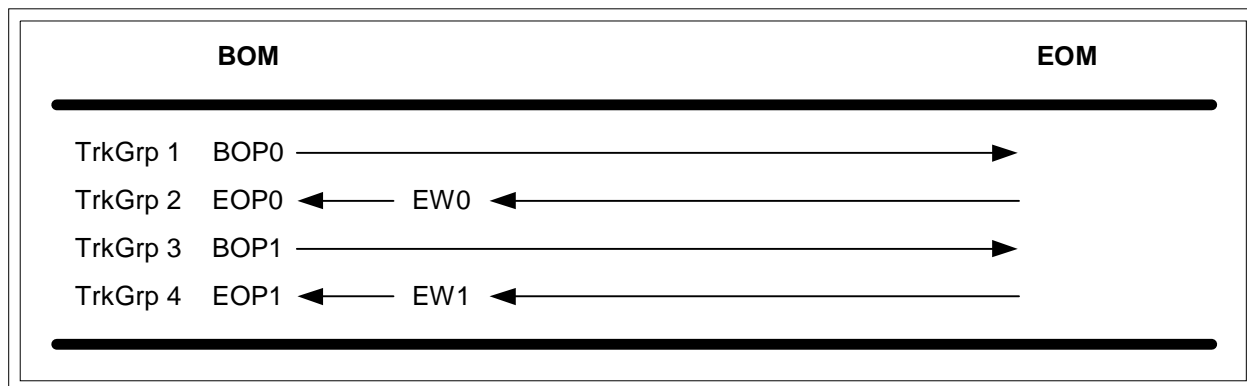 BOM EOM
TrkGrp 1 BOP0
TrkGrp 2 EOP0 EW0
TrkGrp 3 BOP1
TrkGrp 4 EOP1 EW1